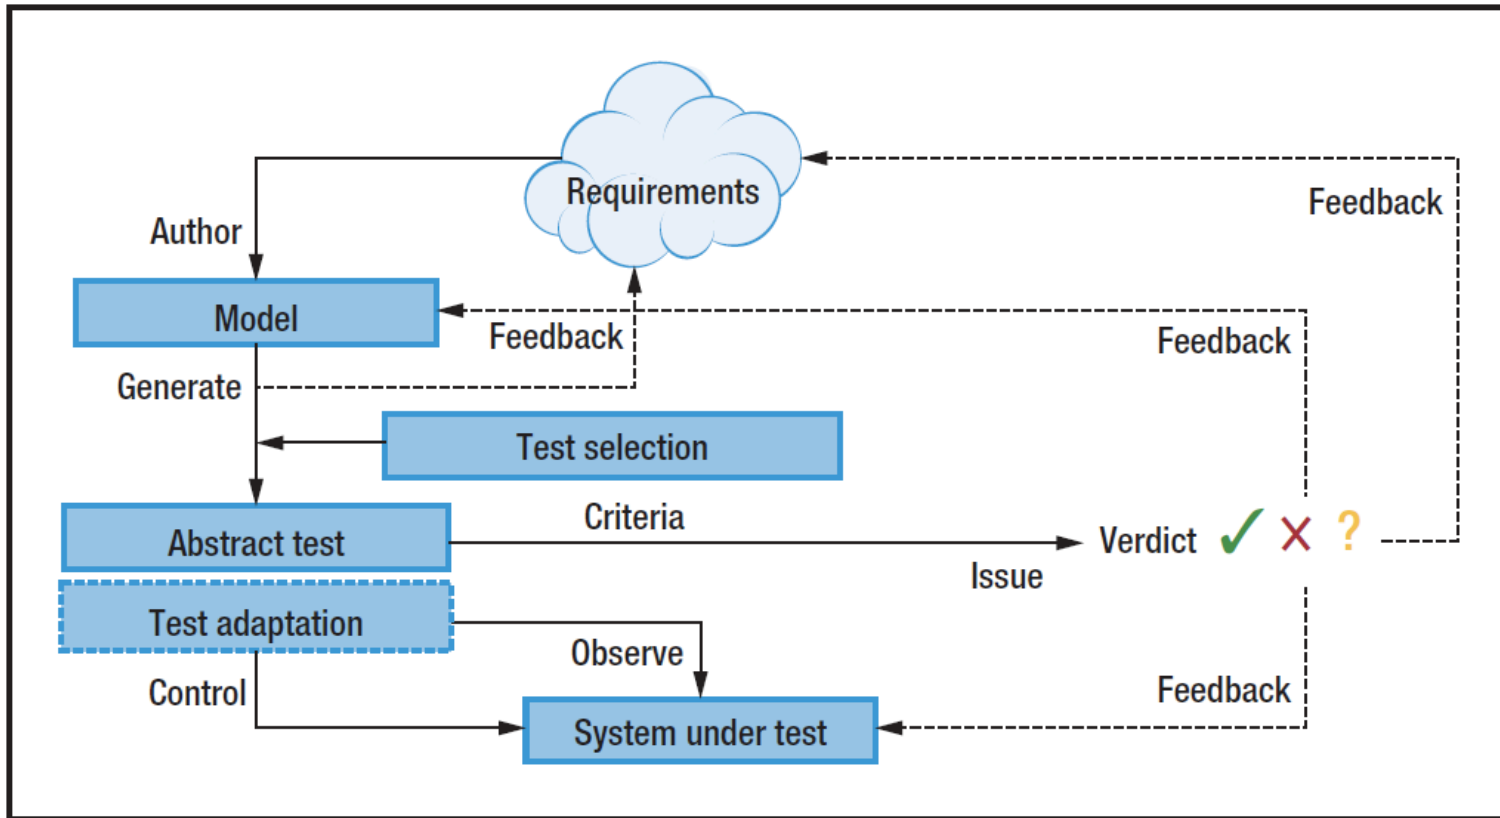 Requirements
Feedback
Author
Model
Feedback
Feedback
Generate
Test selection
Criteria
Abstract test
Verdict ✓ × ?
Issue
Test adaptation
Observe
Control
Feedback
System under test